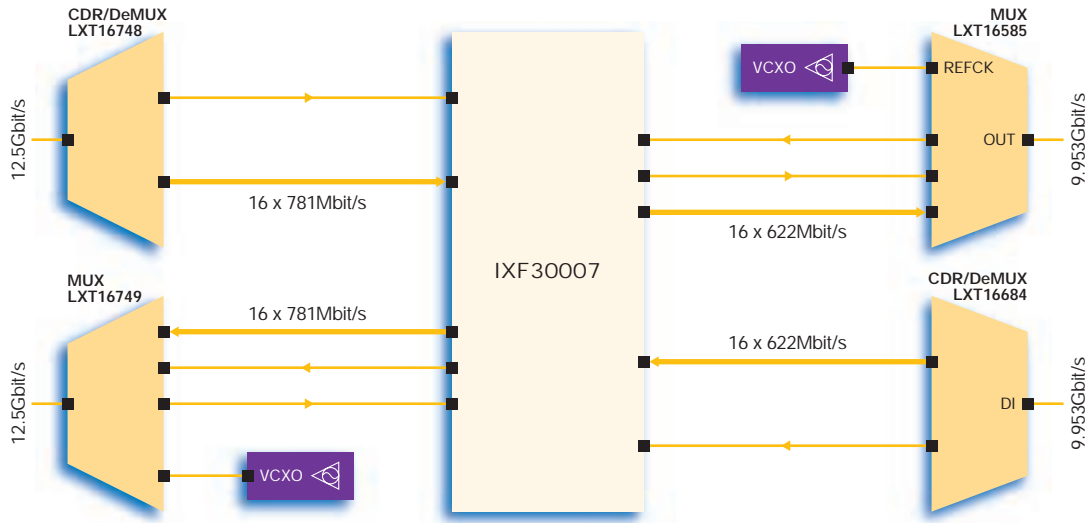 CDR/DeMUX
LXT16748
12.5Gbit/s
16 x 781Mbit/s
MUX
LXT16749
12.5Gbit/s
16 x 781Mbit/s
VCXO
IXF30007
VCXO
MUX
LXT16585
REFCK
OUT
9.953Gbit/s
16 x 622Mbit/s
CDR/DeMUX
LXT16684
16 x 622Mbit/s
DI
9.953Gbit/s